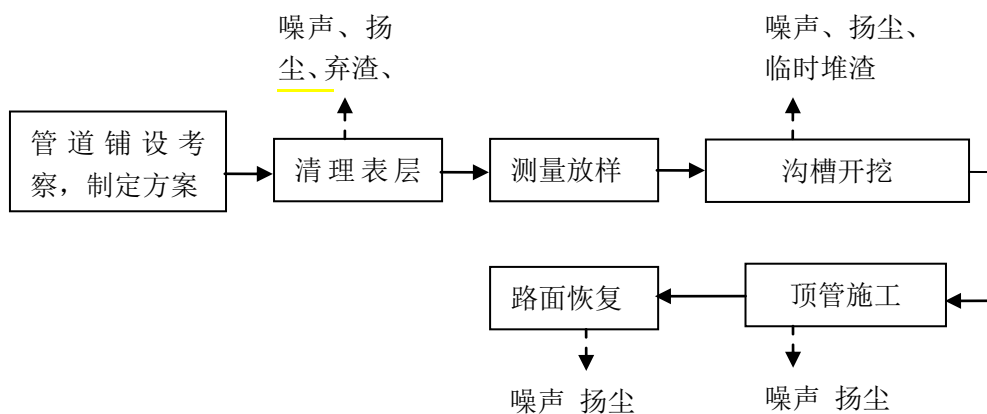 噪声、扬
尘、弃渣、
噪声、扬尘、
临时堆渣
管道铺设考
察，制定方案
清理表层
测量放样
沟槽开挖
路面恢复
顶管施工
噪声 扬尘
噪声 扬尘